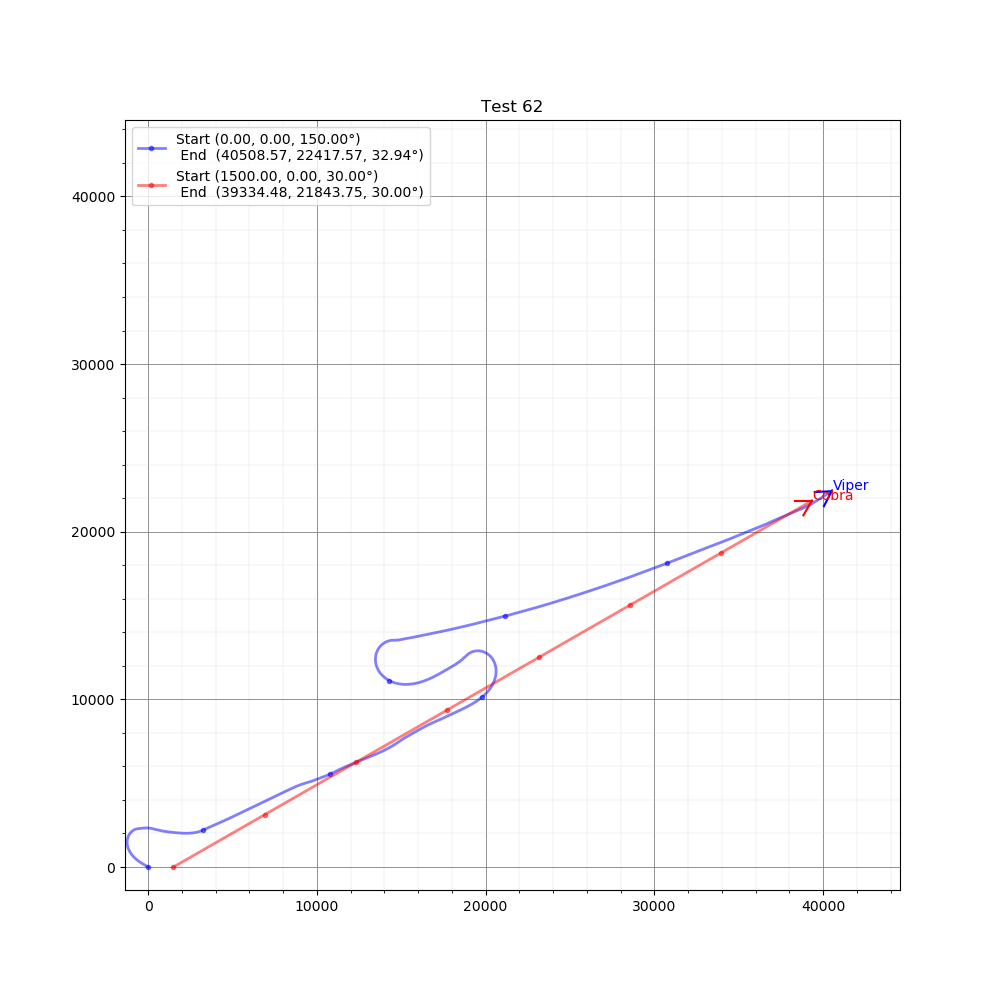 Test 62
Start (0.00, 0.00, 150.00°)
End (40508.57, 22417.57, 32.94°)
Start (1500.00, 0.00, 30.00°)
End (39334.48, 21843.75, 30.00°)
40000
30000
20000
10000
0
Viper
Cobra
0 10000 20000 30000 40000